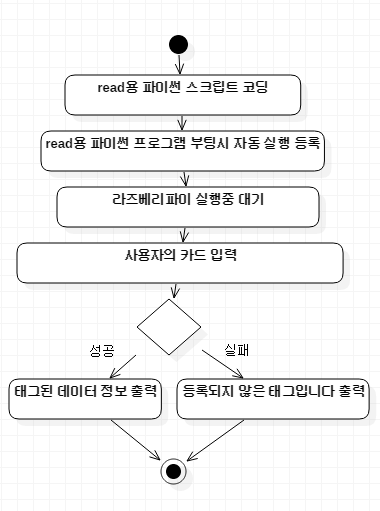 read용 파이썬 스크립트 코딩
read용 파이썬 프로그램 부팅시 자동 실행 등록
라즈베리파이 실행중 대기
사용자의 카드 입력
성공
실패
태그된 데이터 정보 출력
등록되지 않은 태그입니다 출력